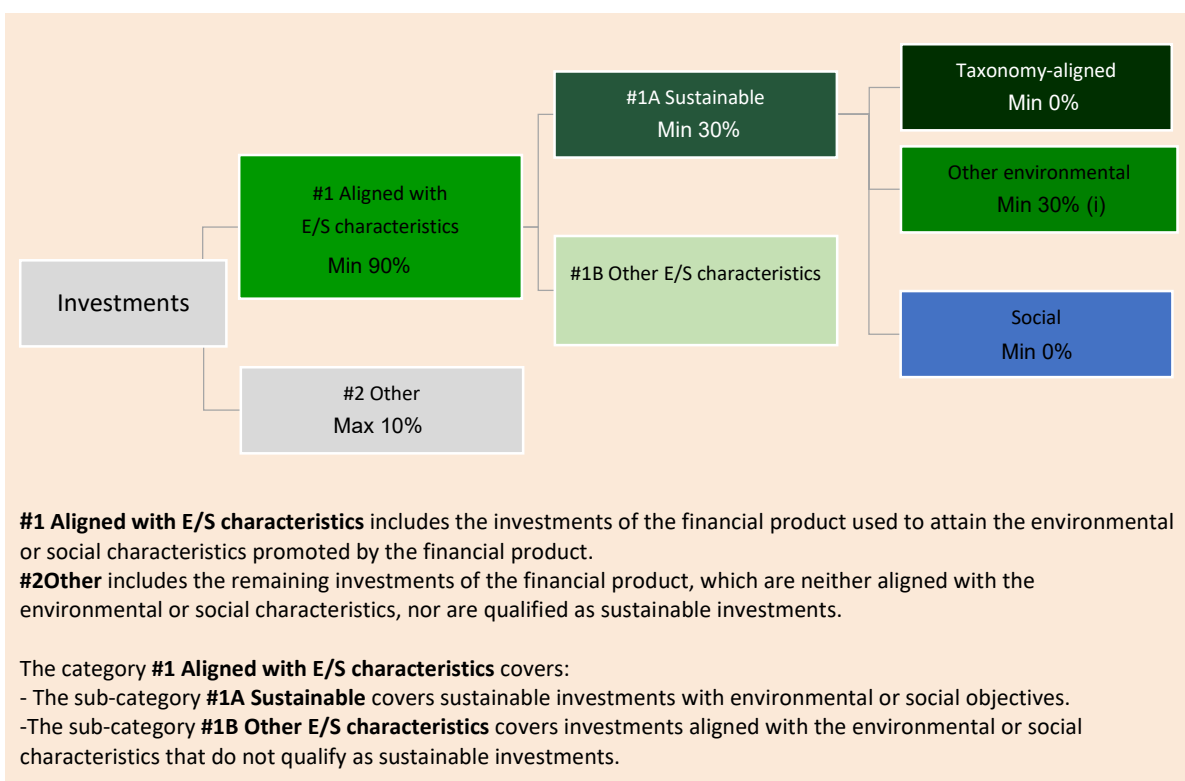 Investments
#1 Aligned with
E/S characteristics
Min 90%
#2 Other
Max 10%
#1A Sustainable
Min 30%
#1B Other E/S characteristics
Taxonomy-aligned
Min 0%
Other environmental
Min 30% (i)
Social
Min 0%
#1 Aligned with E/S characteristics includes the investments of the financial product used to attain the environmental
or social characteristics promoted by the financial product.
#2Other includes the remaining investments of the financial product, which are neither aligned with the
environmental or social characteristics, nor are qualified as sustainable investments.
The category #1 Aligned with E/S characteristics covers:
- The sub-category #1A Sustainable covers sustainable investments with environmental or social objectives.
-The sub-category #1B Other E/S characteristics covers investments aligned with the environmental or social
characteristics that do not qualify as sustainable investments.